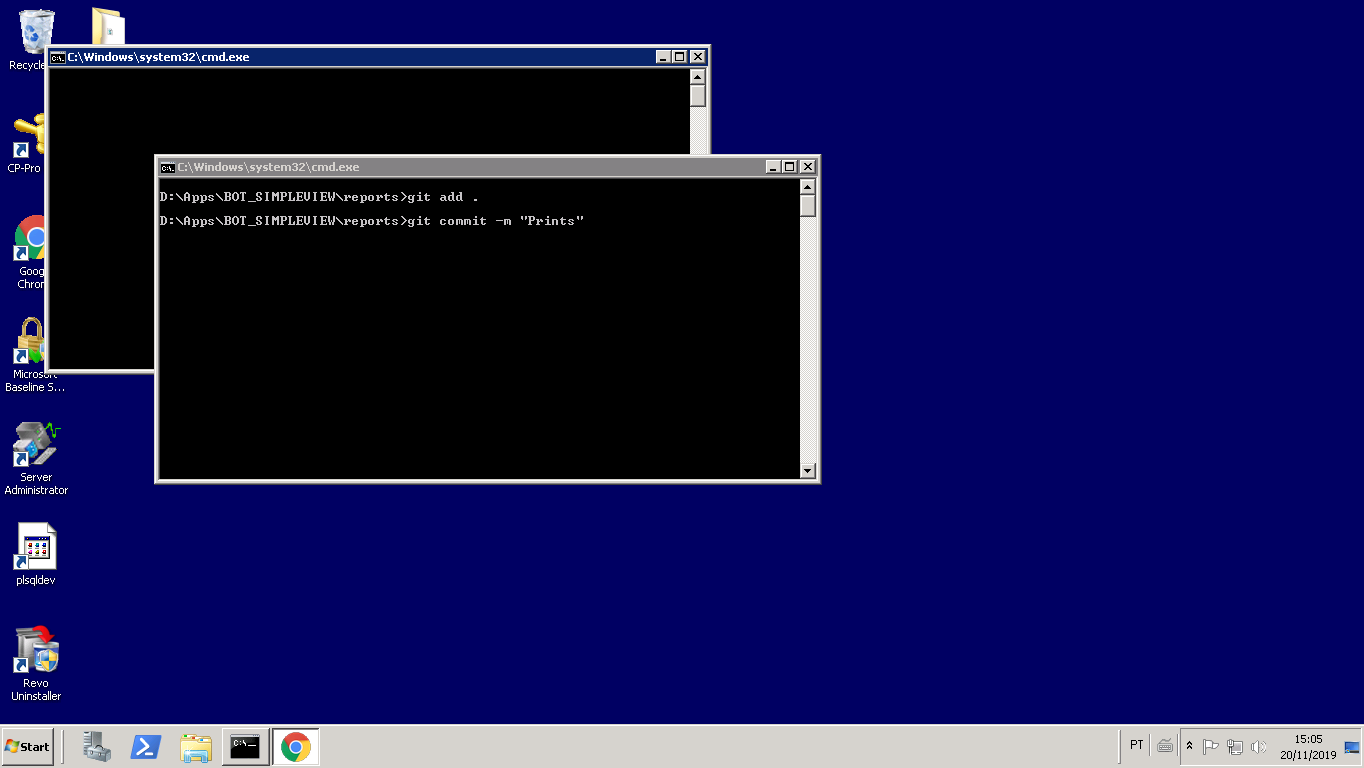 Recycle
C:\Windows\system32\cmd.exe
C:\Windows\system32\cmd.exe
D:\Apps\BOT_SIMPLEVIEW\reports>git add .
D:\Apps\BOT_SIMPLEVIEW\reports>git commit -m "Prints"
CP-Pro
Goog
Chron
Microsoft
Baseline S...
Server
Administrator
plsqldev
Revo
Uninstaller
Start
C:\_
PT
15:05
20/11/2019